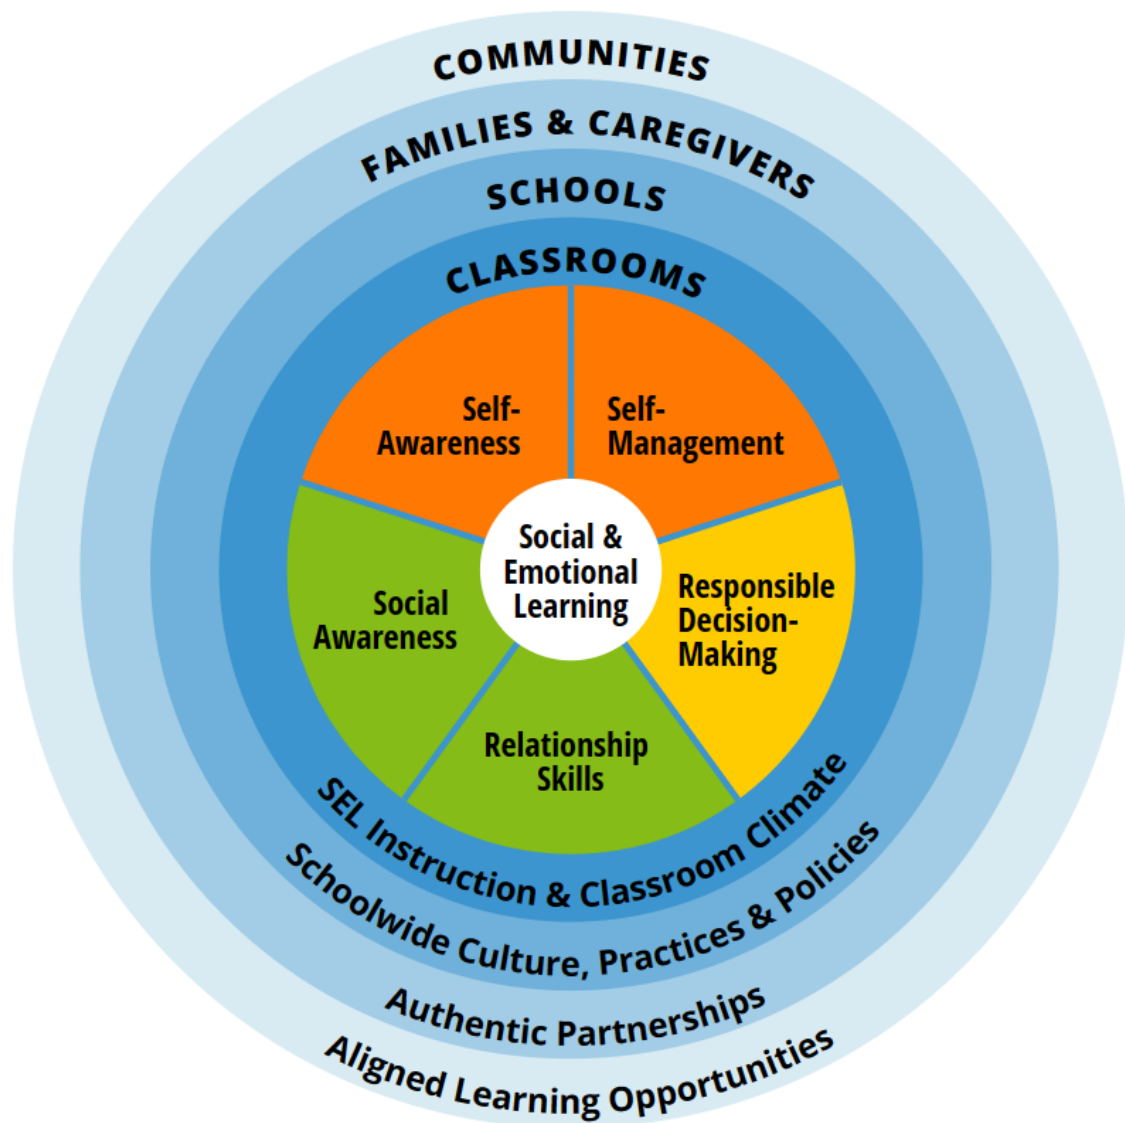 COMMUNITIES
FAMILIES & CAREGIVERS
SCHOOLS
CLASSROOMS
Self-
Awareness
Self-
Management
Social &
Emotional
Learning
Responsible
Decision-
Making
Social
Awareness
Relationship
Skills
SEL Instruction & Classroom Climate
Schoolwide Culture, Practices & Policies
Authentic Partnerships
Aligned Learning Opportunities